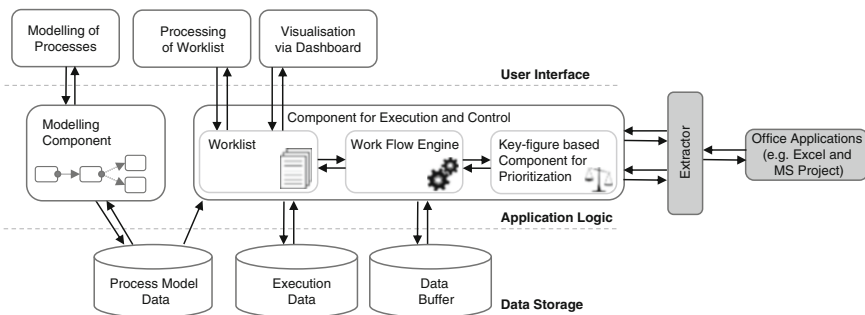 Modelling of
Processes
Processing
of Worklist
Visualisation
via Dashboard
User Interface
Modelling
Component
Component for Execution and Control
Worklist
Work Flow Engine
Key-figure based
Component for
Prioritization
Extractor
Office Applications
(e.g. Excel and
MS Project)
Application Logic
Process Model
Data
Execution
Data
Data
Buffer
Data Storage